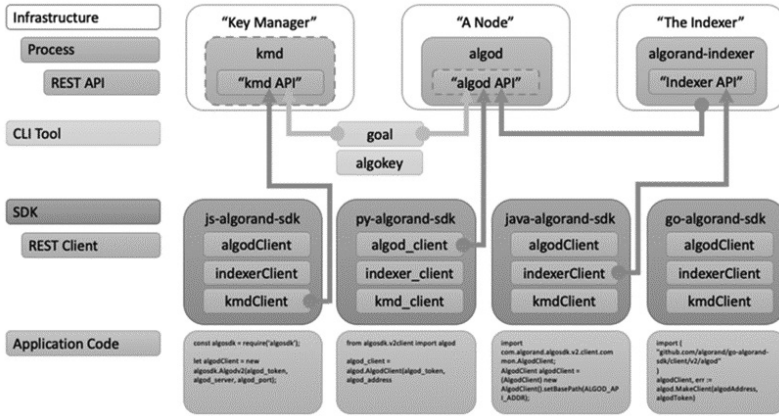 Infrastructure
Process
REST API
CLI Tool
SDK
REST Client
Application Code
“Key Manager”
kmd
“kmd API”
“A Node”
algod
“algod API”
“The Indexer”
algorand-indexer
“Indexer API”
goal
algokey
js-algorand-sdk
algodClient
indexerClient
kmdClient
py-algorand-sdk
algod_client
indexer_client
kmd_client
java-algorand-sdk
algodClient
indexerClient
kmdClient
go-algorand-sdk
algodClient
indexerClient
kmdClient
const algosdk = require('algosdk');
let algodClient = new
algosdk.Algodv2(algod_token,
algod_server, algod_port);
from algosdk.v2client import algod
algod_client =
algod.AlgodClient(algod_token,
algod_address
import
com.algorand.algosdk.v2.client.com
mon.AlgodClient;
AlgodClient algodClient =
(AlgodClient) new
AlgodClient().setBasePath(ALGOD_AP
I_ADDR);
import (
"github.com/algorand/go-algorand-
sdk/client/v2/algod"
)
algodClient, err :=
algod.MakeClient(algodAddress,
algodToken)